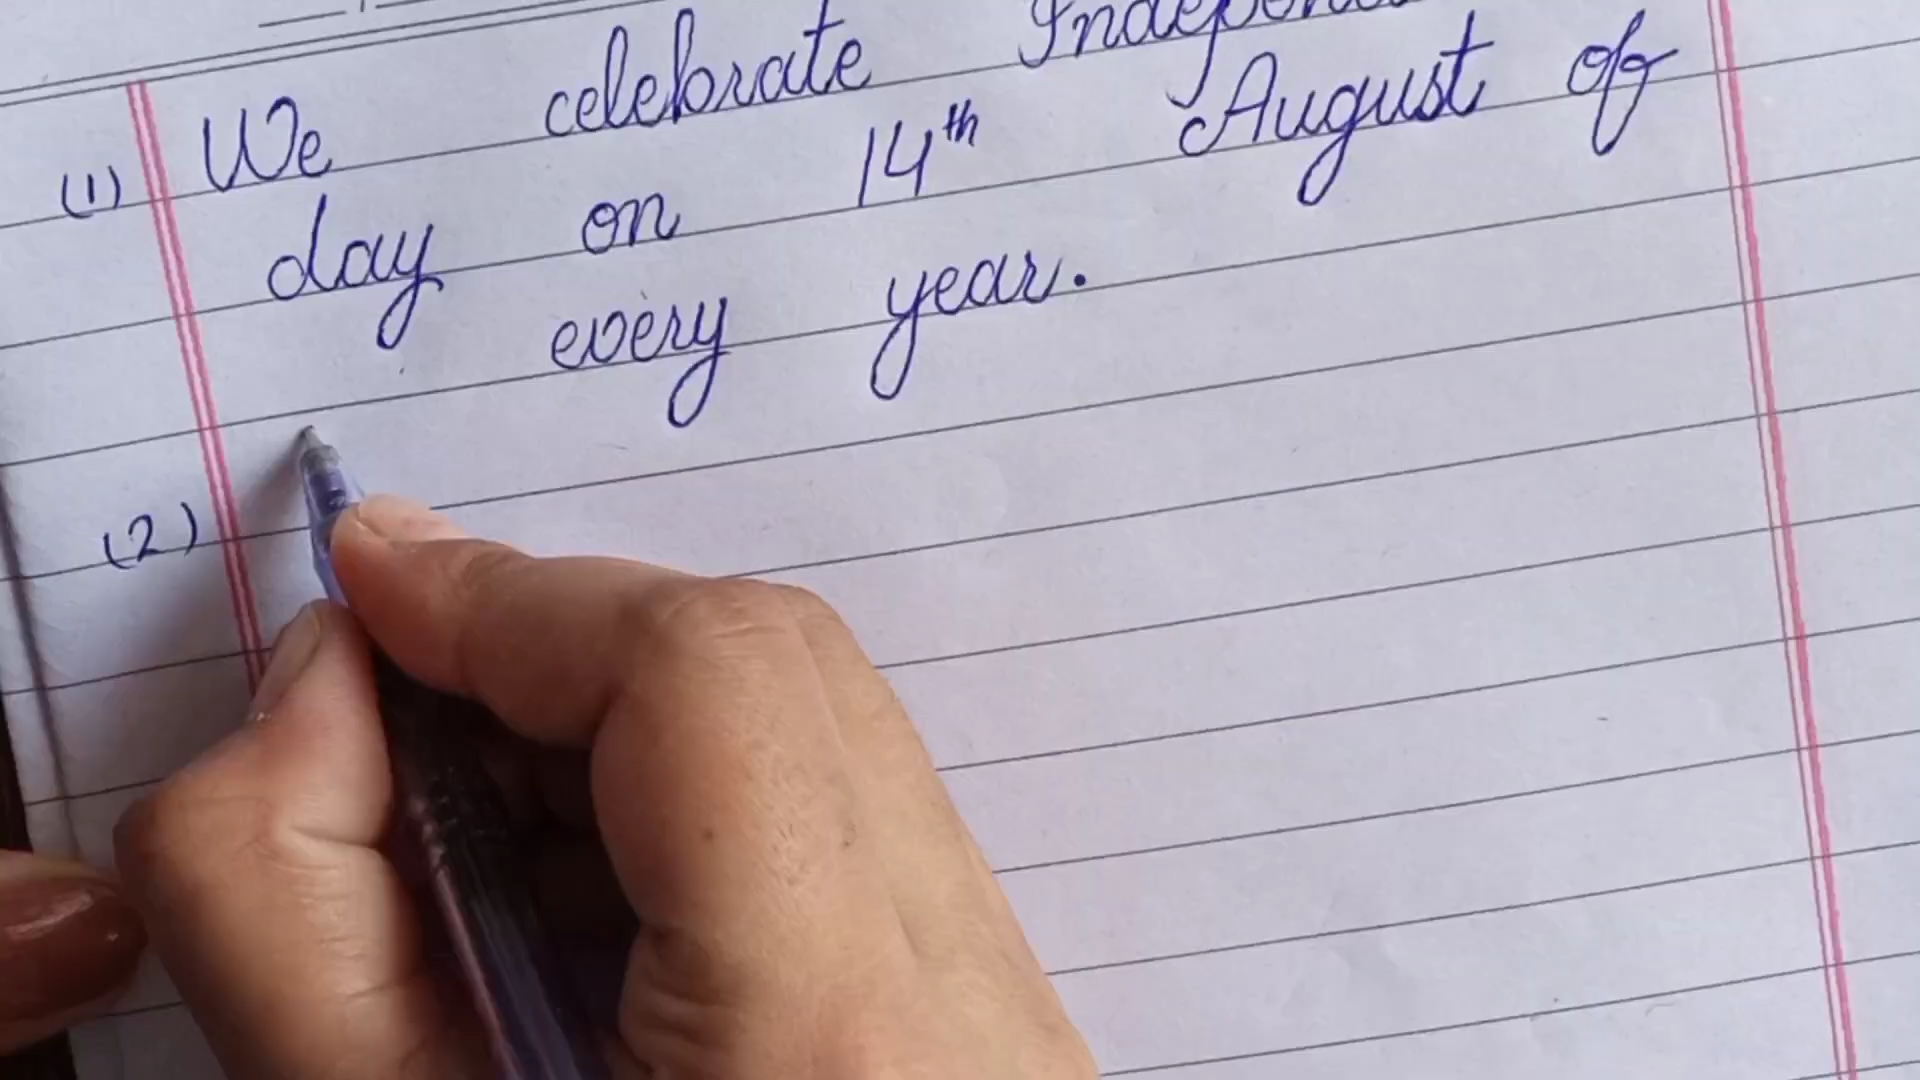 (1) We celebrate
day on 14th August of
every year.
(2)